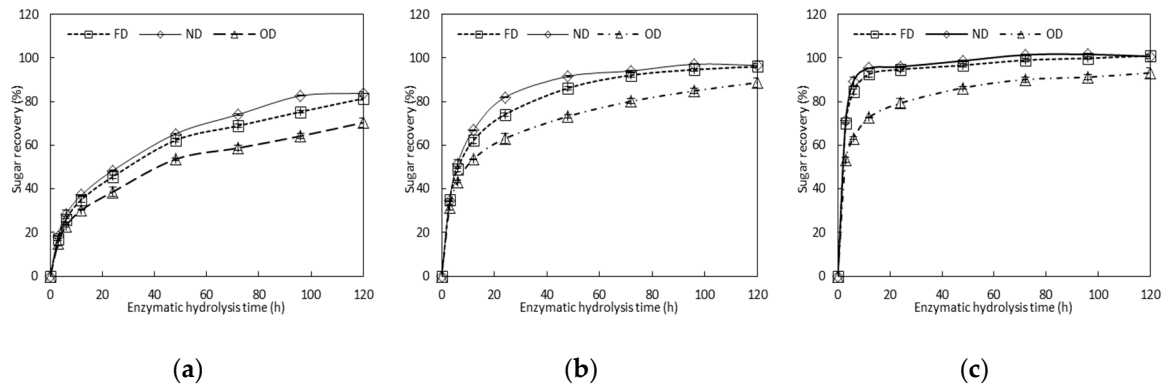 120
100
80
60
40
20
0
Sugar recovery (%)
FD ND OD
0 20 40 60 80 100 120
Enzymatic hydrolysis time (h)
(a)
120
100
80
60
40
20
0
Sugar recovery (%)
FD ND OD
0 20 40 60 80 100 120
Enzymatic hydrolysis time (h)
(b)
120
100
80
60
40
20
0
Sugar recovery (%)
FD ND OD
0 20 40 60 80 100 120
Enzymatic hydrolysis time (h)
(c)